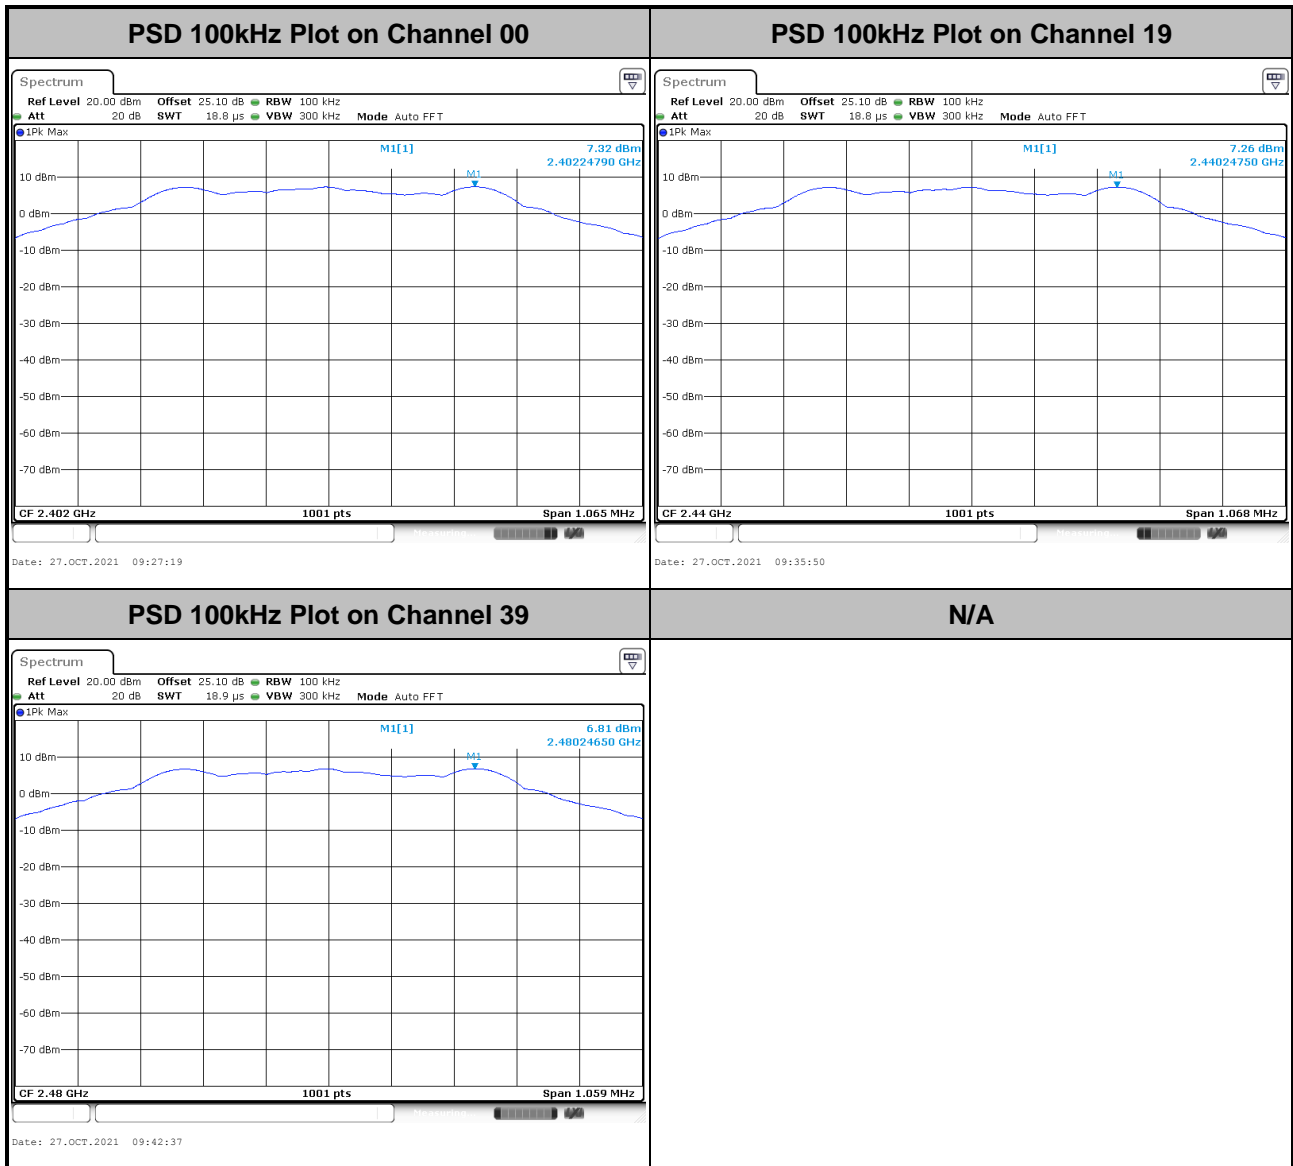 PSD 100kHz Plot on Channel 00
PSD 100kHz Plot on Channel 19
Spectrum
Ref Level 20.00 dBm Offset 25.10 dB RBW 100 kHz
Att 20 dB SWT 18.8 µs VBW 300 kHz Mode Auto FFT
1Pk Max
M1[1] 7.32 dBm
2.40224790 GHz
M1
10 dBm
0 dBm
-10 dBm
-20 dBm
-30 dBm
-40 dBm
-50 dBm
-60 dBm
-70 dBm
CF 2.402 GHz 1001 pts Span 1.065 MHz
Measuring...
Date: 27.OCT.2021 09:27:19
Spectrum
Ref Level 20.00 dBm Offset 25.10 dB RBW 100 kHz
Att 20 dB SWT 18.8 µs VBW 300 kHz Mode Auto FFT
1Pk Max
M1[1] 7.26 dBm
2.44024750 GHz
M1
10 dBm
0 dBm
-10 dBm
-20 dBm
-30 dBm
-40 dBm
-50 dBm
-60 dBm
-70 dBm
CF 2.44 GHz 1001 pts Span 1.068 MHz
Measuring...
Date: 27.OCT.2021 09:35:50
PSD 100kHz Plot on Channel 39
N/A
Spectrum
Ref Level 20.00 dBm Offset 25.10 dB RBW 100 kHz
Att 20 dB SWT 18.9 µs VBW 300 kHz Mode Auto FFT
1Pk Max
M1[1] 6.81 dBm
2.48024650 GHz
M1
10 dBm
0 dBm
-10 dBm
-20 dBm
-30 dBm
-40 dBm
-50 dBm
-60 dBm
-70 dBm
CF 2.48 GHz 1001 pts Span 1.059 MHz
Measuring...
Date: 27.OCT.2021 09:42:37